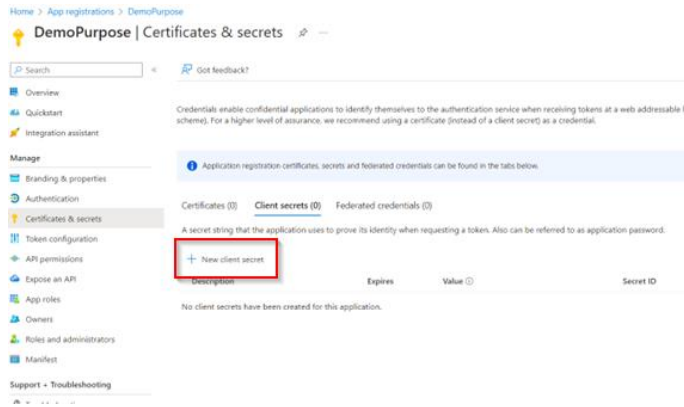 Home > App registrations > DemoPurpose
DemoPurpose | Certificates & secrets
Search
Got feedback?
Overview
Quickstart
Integration assistant
Manage
Branding & properties
Authentication
Certificates & secrets
Token configuration
API permissions
Expose an API
App roles
Owners
Roles and administrators
Manifest
Support + Troubleshooting
Credentials enable confidential applications to identify themselves to the authentication service when receiving tokens at a web addressable
scheme). For a higher level of assurance, we recommend using a certificate (instead of a client secret) as a credential.
Application registration certificates, secrets and federated credentials can be found in the tabs below.
Certificates (0) Client secrets (0) Federated credentials (0)
A secret string that the application uses to prove its identity when requesting a token. Also can be referred to as application password.
New client secret
Description Expires Value Secret ID
No client secrets have been created for this application.